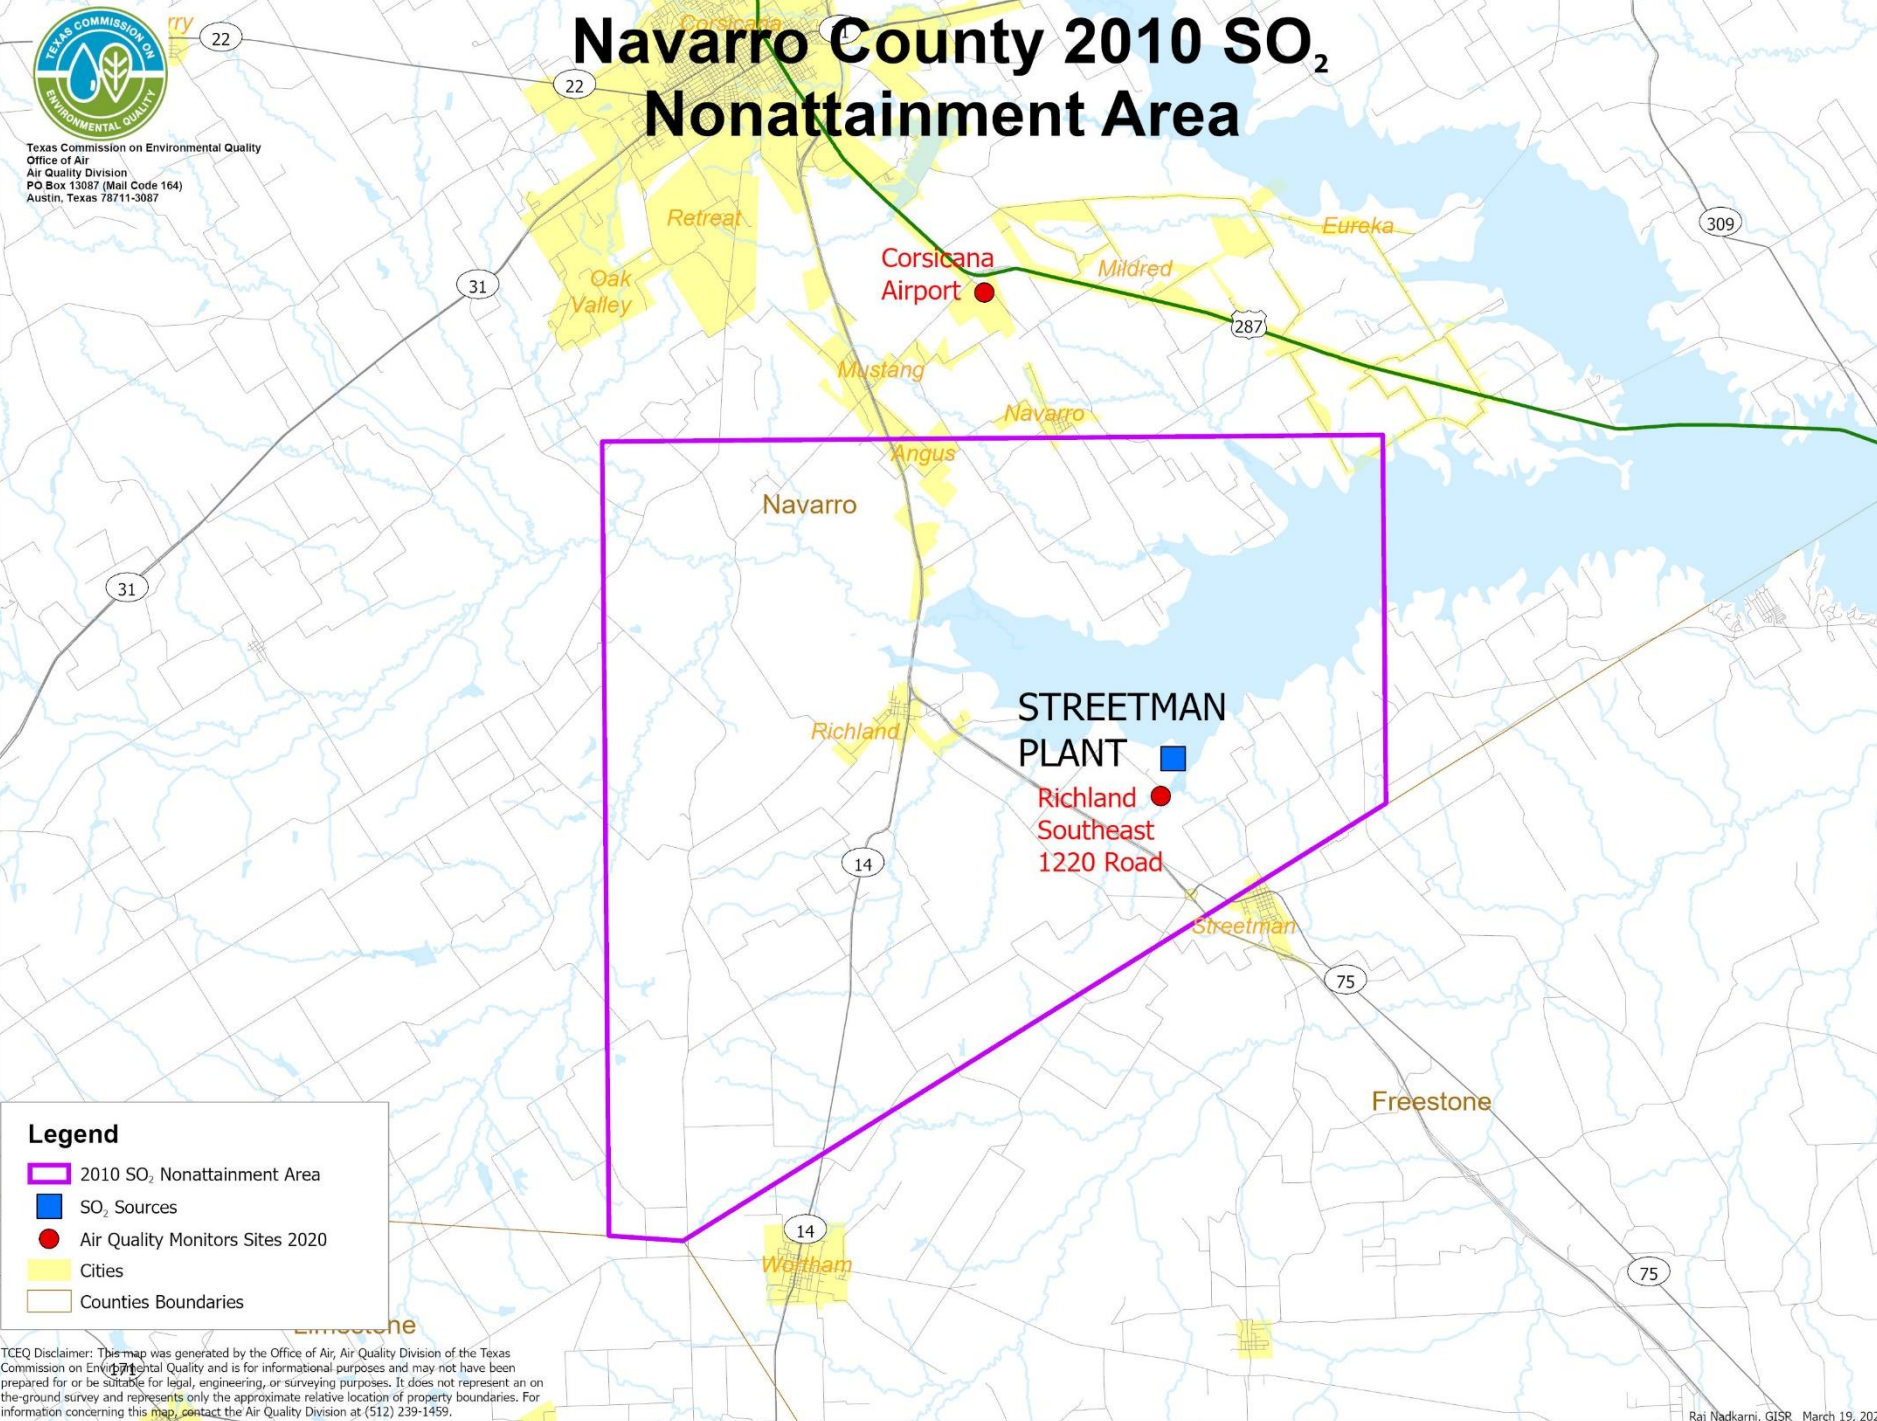 Navarro County 2010 SO₂
Nonattainment Area
TEXAS COMMISSION ON
ENVIRONMENTAL QUALITY
Texas Commission on Environmental Quality
Office of Air
Air Quality Division
PO Box 13087 (Mail Code 164)
Austin, Texas 78711-3087
rry
22
22
Corsicana
Retreat
Oak
Valley
31
31
Corsicana
Airport
Mildred
Eureka
309
287
Mustang
Navarro
Angus
Navarro
Richland
STREETMAN
PLANT
Richland
Southeast
1220 Road
14
Streetman
75
Freestone
14
Wortham
75
Legend
2010 SO₂ Nonattainment Area
SO₂ Sources
Air Quality Monitors Sites 2020
Cities
Counties Boundaries
Limestone
171
TCEQ Disclaimer: This map was generated by the Office of Air, Air Quality Division of the Texas
Commission on Environmental Quality and is for informational purposes and may not have been
prepared for or be suitable for legal, engineering, or surveying purposes. It does not represent an on
the-ground survey and represents only the approximate relative location of property boundaries. For
information concerning this map, contact the Air Quality Division at (512) 239-1459.
Raj Nadkarni, GISP March 19, 202